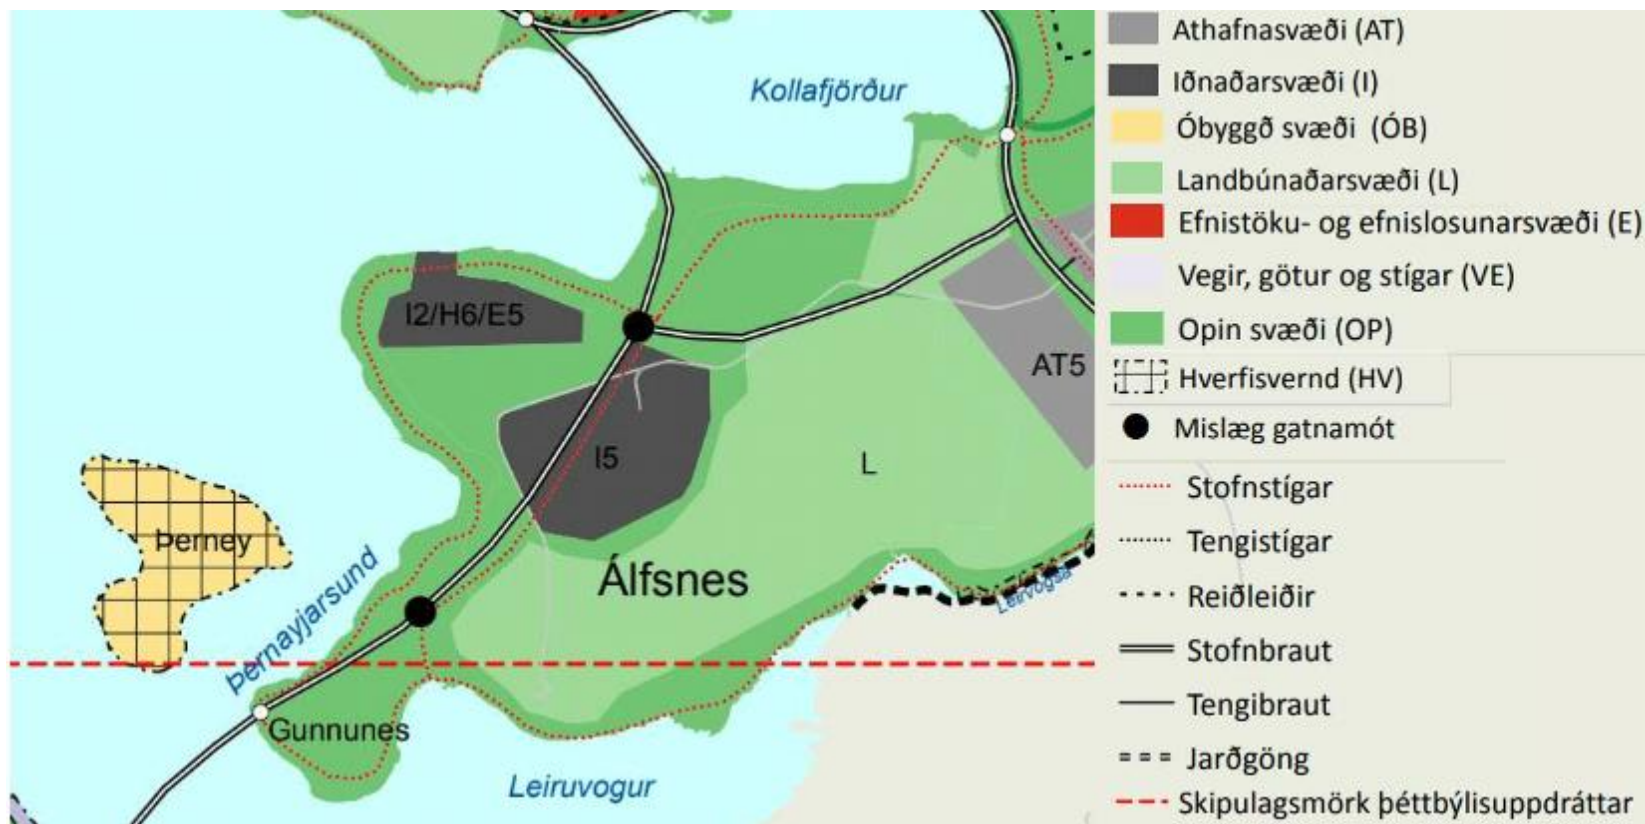 Kollafjörður
I2/H6/E5
AT5
I5
L
Þerney
Álfsnes
Þernayjarsund
Leirvogsá
Gunnunes
Leiruvogur
Athafnasvæði (AT)
Iðnaðarsvæði (I)
Óbyggð svæði (ÓB)
Landbúnaðarsvæði (L)
Efnistöku- og efnislosunarsvæði (E)
Vegir, götur og stígar (VE)
Opin svæði (OP)
Hverfisvernd (HV)
Mislæg gatnamót
Stofnstígar
Tengistígar
Reiðleiðir
Stofnbraut
Tengibraut
Jarðgöng
Skipulagsmörk þéttbýlisuppdráttar